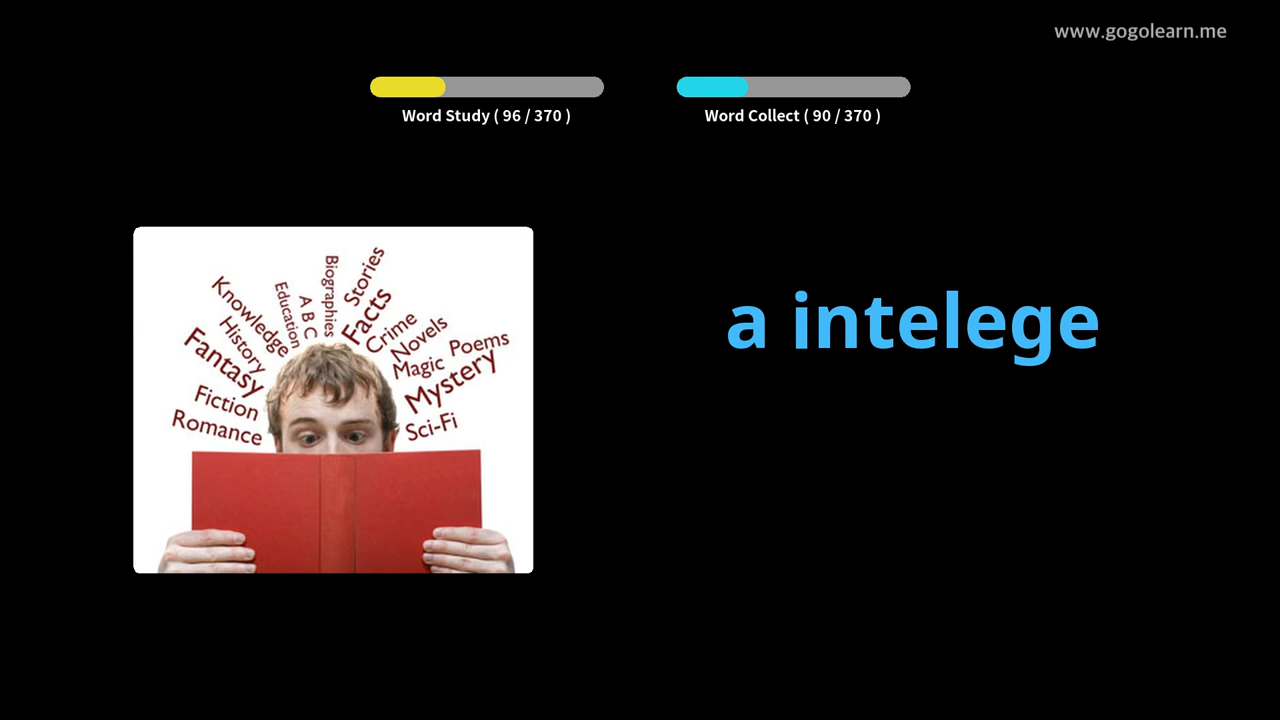 www.gogolearn.me
Word Study ( 96 / 370 )
Word Collect ( 90 / 370 )
a intelege
Knowledge
Education
A B C
Biographies
Stories
Facts
Crime
Novels
Poems
History
Magic
Fantasy
Mystery
Fiction
Romance
Sci-Fi